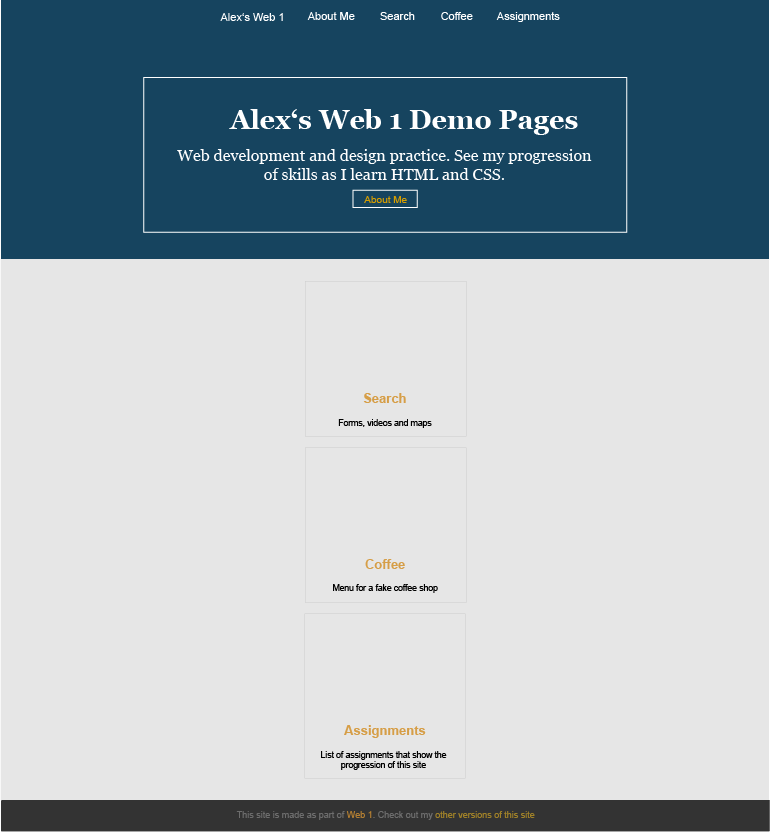 Alex‘s Web 1 About Me Search Coffee Assignments
Alex‘s Web 1 Demo Pages
Web development and design practice. See my progression
of skills as I learn HTML and CSS.
About Me
Search
Forms, videos and maps
Coffee
Menu for a fake coffee shop
Assignments
List of assignments that show the
progression of this site
This site is made as part of Web 1. Check out my other versions of this site